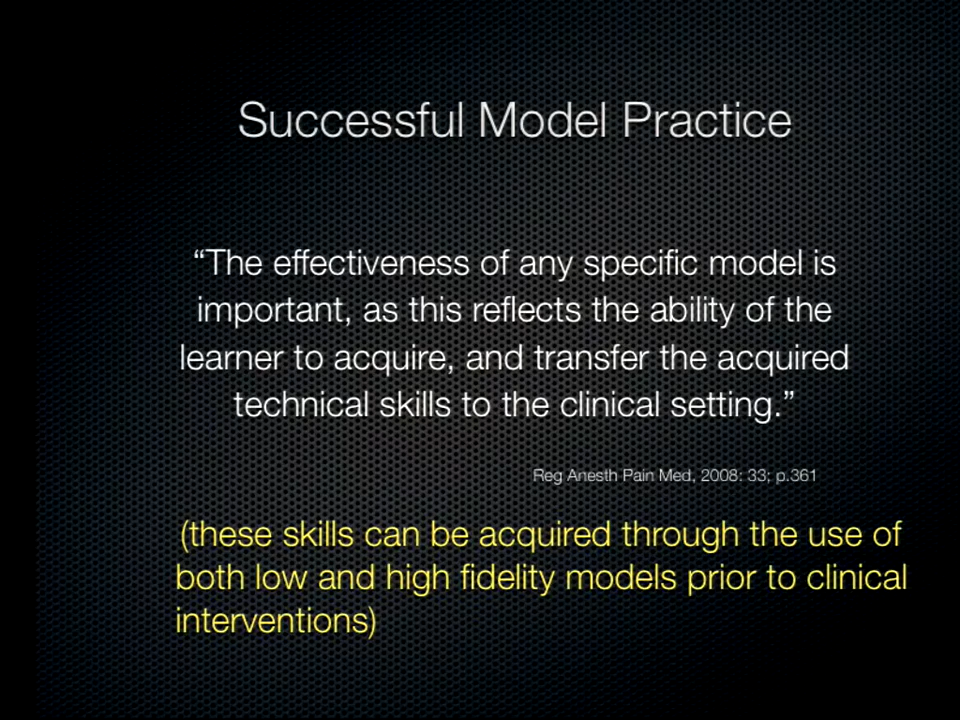 Successful Model Practice
“The effectiveness of any specific model is
important, as this reflects the ability of the
learner to acquire, and transfer the acquired
technical skills to the clinical setting.”
Reg Anesth Pain Med, 2008: 33; p.361
(these skills can be acquired through the use of
both low and high fidelity models prior to clinical
interventions)